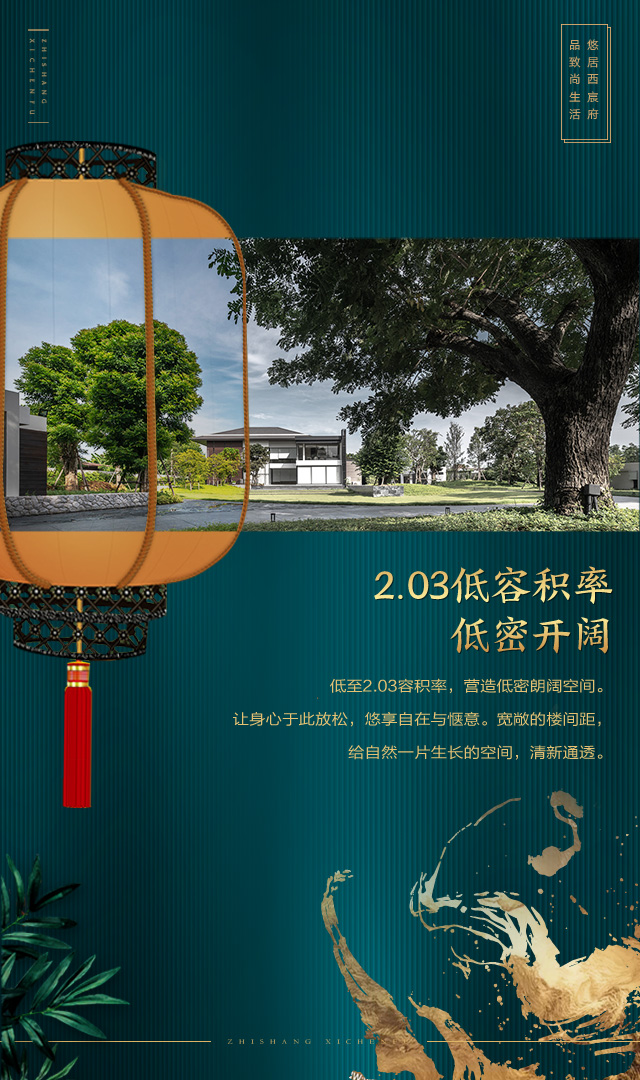 ZHISHANG
XICHENFU
悠居西宸府
品致尚生活
2.03低容积率
低密开阔
低至2.03容积率，营造低密朗阔空间。
让身心于此放松，悠享自在与惬意。宽敞的楼间距，
给自然一片生长的空间，清新通透。
ZHISHANG XICHE